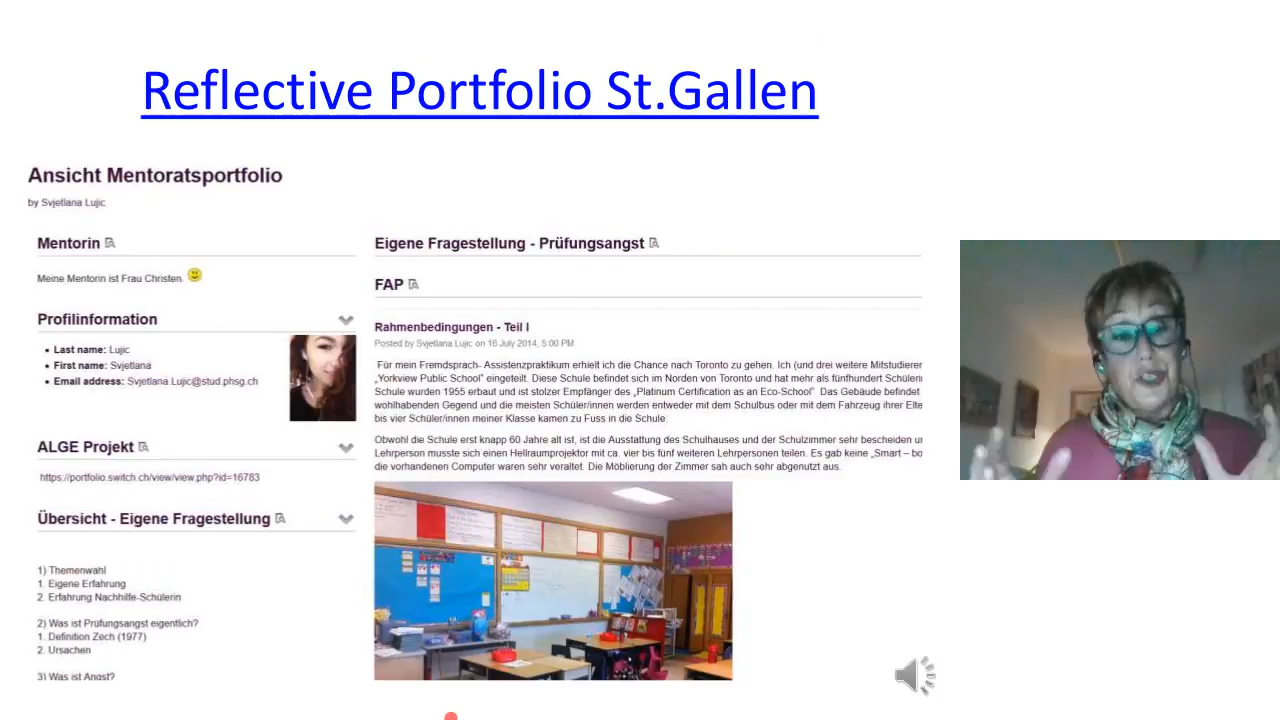 Reflective Portfolio St.Gallen
Ansicht Mentoratsportfolio
by Svjetlana Lujic
Mentorin
Meine Mentorin ist Frau Christen.
Profilinformation
Last name: Lujic
First name: Svjetlana
Email address: Svjetlana.Lujic@stud.phsg.ch
ALGE Projekt
https://portfolio.switch.ch/view/view.php?id=16783
Übersicht - Eigene Fragestellung
1) Themenwahl
1. Eigene Erfahrung
2. Erfahrung Nachhilfe-Schülerin
2) Was ist Prüfungsangst eigentlich?
1. Definition Zech (1977)
2. Ursachen
3) Was ist Angst?
Eigene Fragestellung - Prüfungsangst
FAP
Rahmenbedingungen - Teil I
Posted by Svjetlana Lujic on 16 July 2014, 5:00 PM
Für mein Fremdsprach- Assistenzpraktikum erhielt ich die Chance nach Toronto zu gehen. Ich (und drei weitere Mitstudieren
„Yorkview Public School" eingeteilt. Diese Schule befindet sich im Norden von Toronto und hat mehr als fünfhundert Schülerin
Schule wurden 1955 erbaut und ist stolzer Empfänger des „Platinum Certification as an Eco-School" Das Gebäude befindet
wohlhabenden Gegend und die meisten Schüler/innen werden entweder mit dem Schulbus oder mit dem Fahrzeug ihrer Elte
bis vier Schüler/innen meiner Klasse kamen zu Fuss in die Schule.
Obwohl die Schule erst knapp 60 Jahre alt ist, ist die Ausstattung des Schulhauses und der Schulzimmer sehr bescheiden un
Lehrperson musste sich einen Hellraumprojektor mit ca. vier bis fünf weiteren Lehrpersonen teilen. Es gab keine „Smart – bo
die vorhandenen Computer waren sehr veraltet. Die Möblierung der Zimmer sah auch sehr abgenutzt aus.